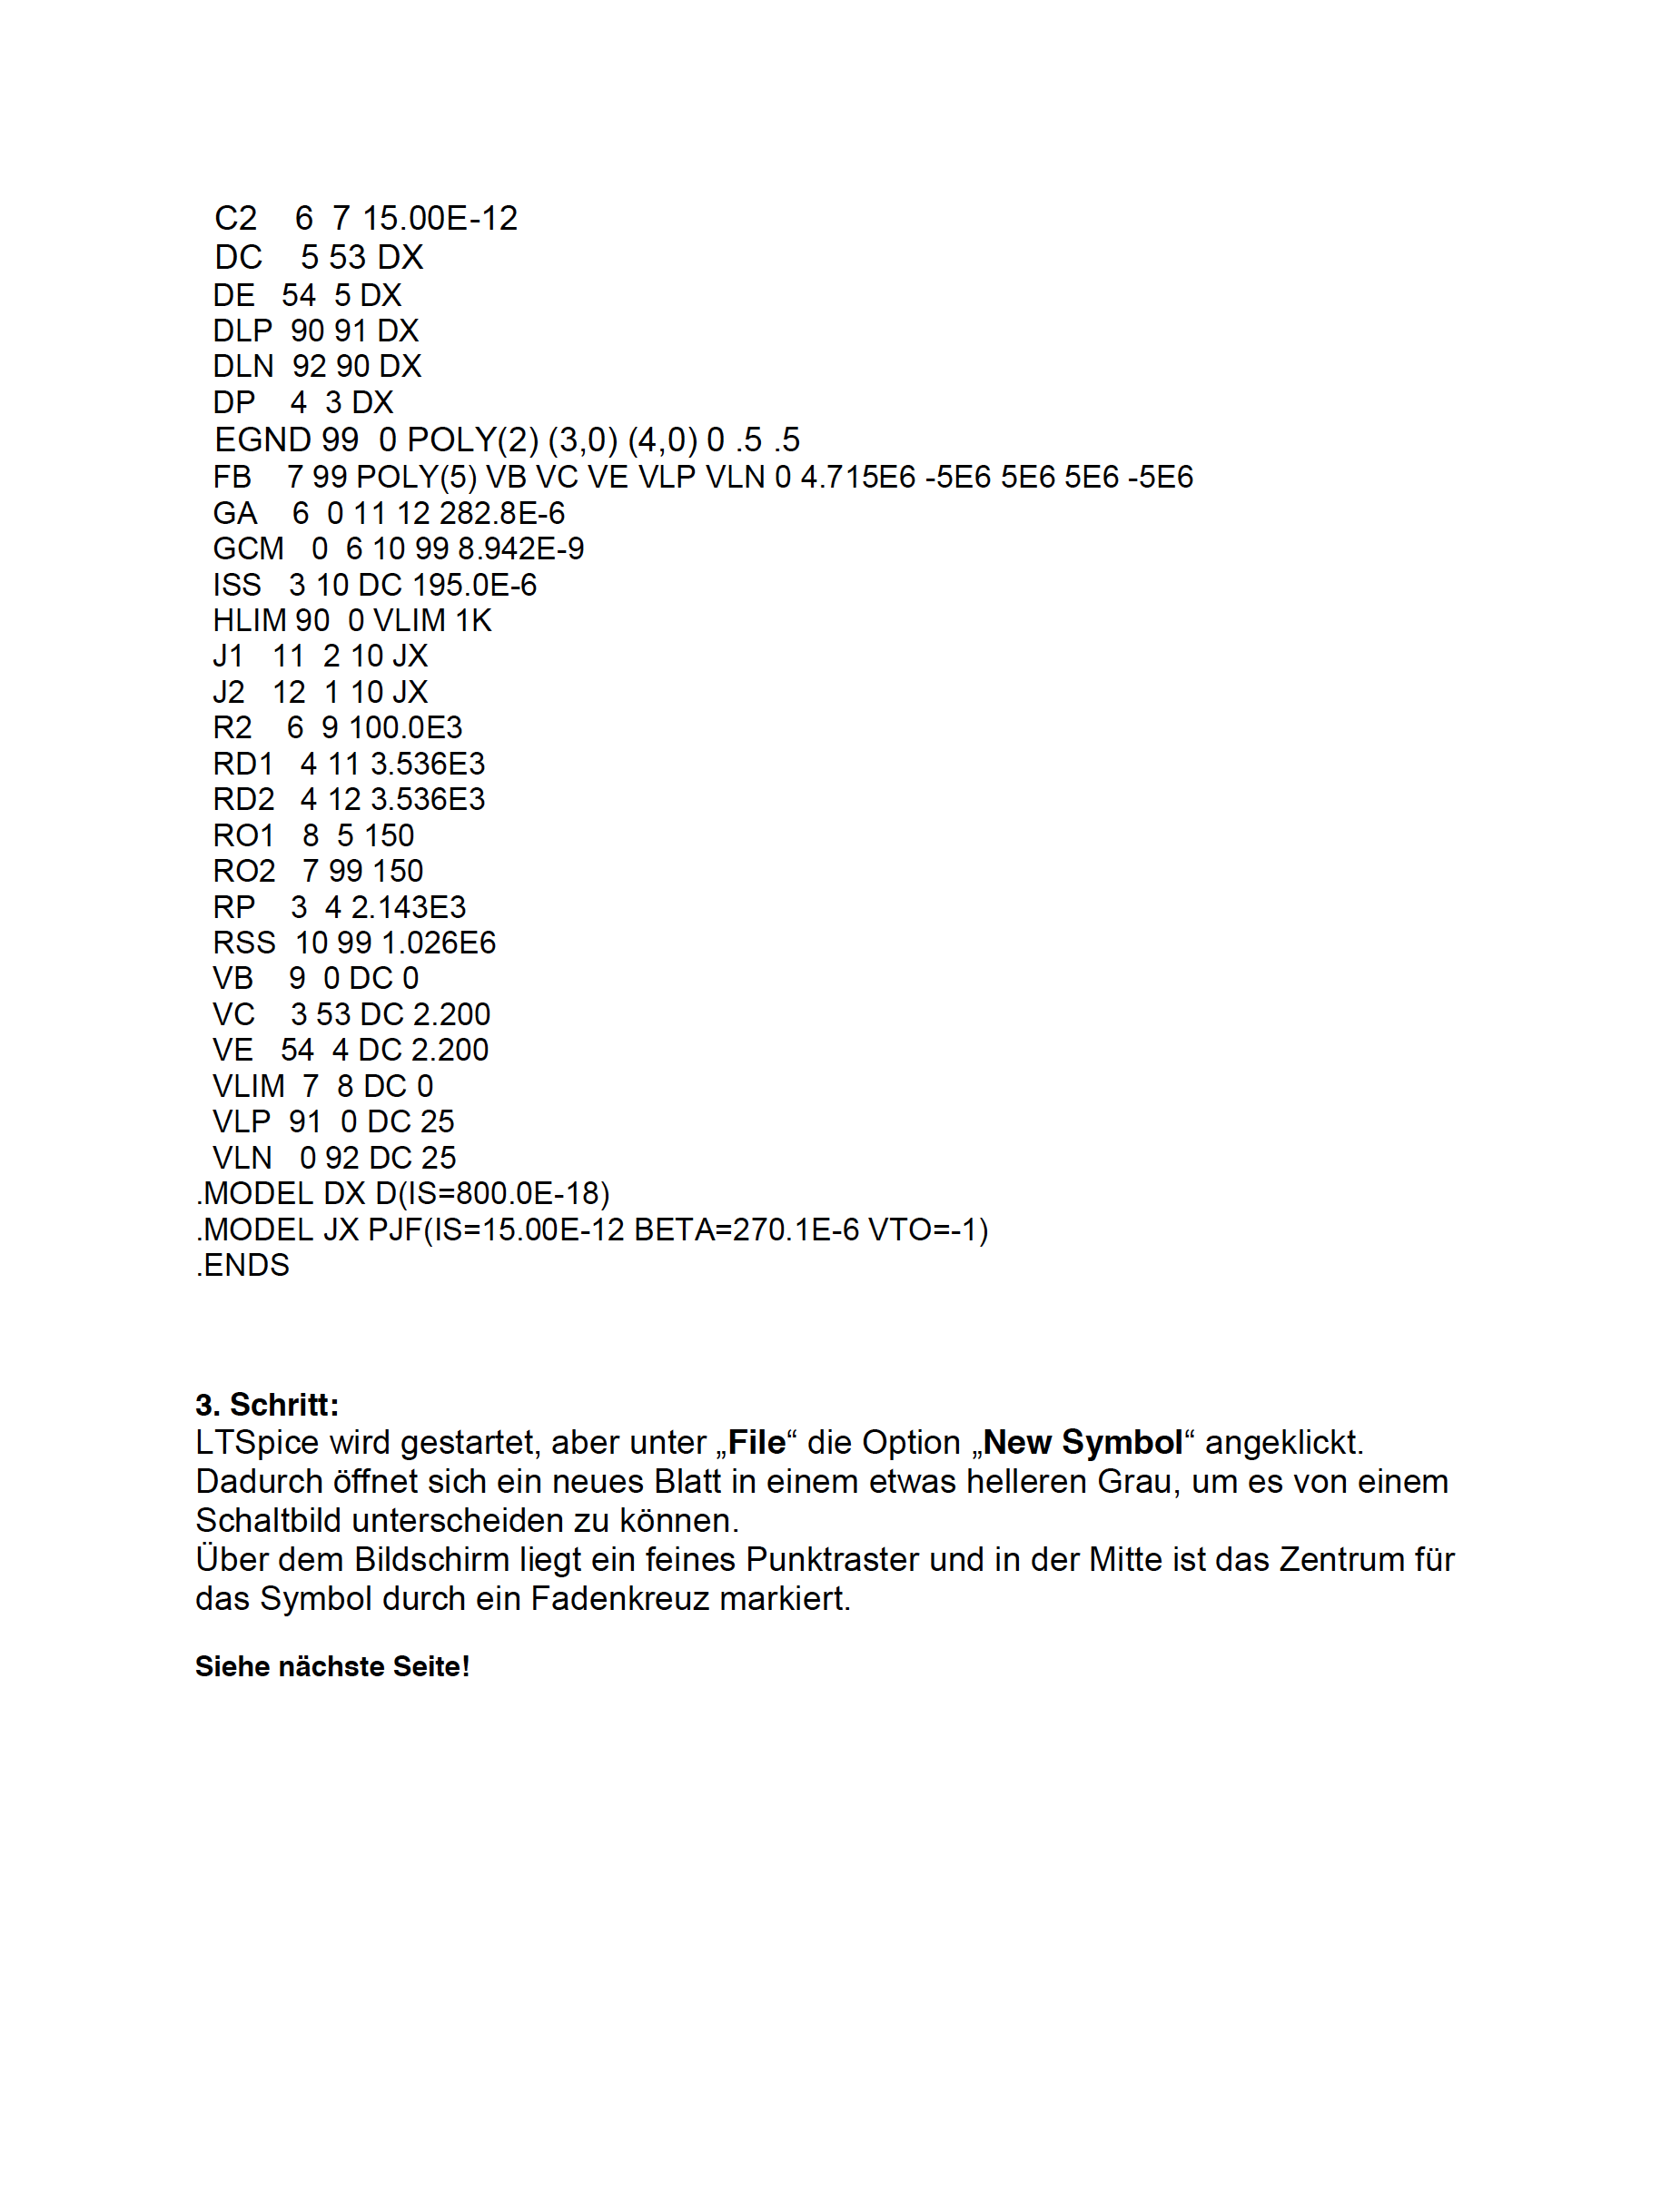 C2 6 7 15.00E-12
DC 5 53 DX
DE 54 5 DX
DLP 90 91 DX
DLN 92 90 DX
DP 4 3 DX
EGND 99 0 POLY(2) (3,0) (4,0) 0 .5 .5
FB 7 99 POLY(5) VB VC VE VLP VLN 0 4.715E6 -5E6 5E6 5E6 -5E6
GA 6 0 11 12 282.8E-6
GCM 0 6 10 99 8.942E-9
ISS 3 10 DC 195.0E-6
HLIM 90 0 VLIM 1K
J1 11 2 10 JX
J2 12 1 10 JX
R2 6 9 100.0E3
RD1 4 11 3.536E3
RD2 4 12 3.536E3
RO1 8 5 150
RO2 7 99 150
RP 3 4 2.143E3
RSS 10 99 1.026E6
VB 9 0 DC 0
VC 3 53 DC 2.200
VE 54 4 DC 2.200
VLIM 7 8 DC 0
VLP 91 0 DC 25
VLN 0 92 DC 25
.MODEL DX D(IS=800.0E-18)
.MODEL JX PJF(IS=15.00E-12 BETA=270.1E-6 VTO=-1)
.ENDS
3. Schritt:
LTSpice wird gestartet, aber unter „File“ die Option „New Symbol“ angeklickt.
Dadurch öffnet sich ein neues Blatt in einem etwas helleren Grau, um es von einem
Schaltbild unterscheiden zu können.
Über dem Bildschirm liegt ein feines Punktraster und in der Mitte ist das Zentrum für
das Symbol durch ein Fadenkreuz markiert.
Siehe nächste Seite!